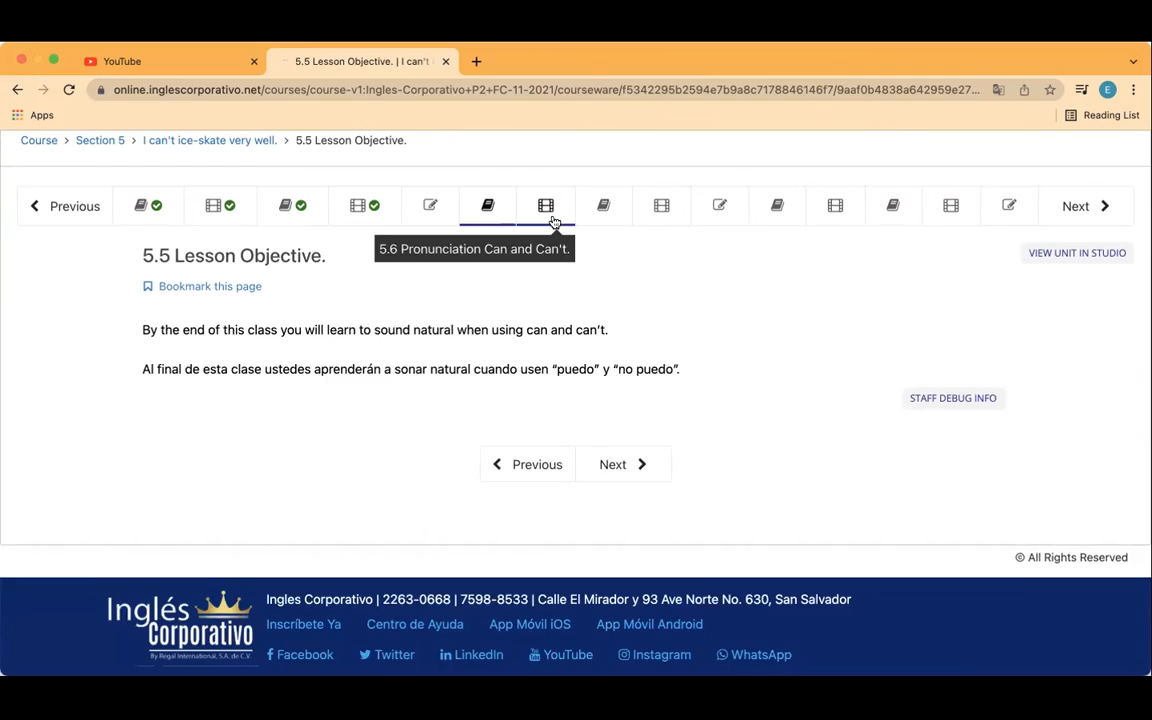 YouTube
5.5 Lesson Objective. | I can't
online.inglescorporativo.net/courses/course-v1:Ingles-Corporativo+P2+FC-11-2021/courseware/f5342295b2594e7b9a8c7178846146f7/9aaf0b4838a642959e27...
E
Apps
Reading List
Course > Section 5 > I can't ice-skate very well. > 5.5 Lesson Objective.
Previous
Next
5.6 Pronunciation Can and Can't.
5.5 Lesson Objective.
VIEW UNIT IN STUDIO
Bookmark this page
By the end of this class you will learn to sound natural when using can and can't.
Al final de esta clase ustedes aprenderán a sonar natural cuando usen “puedo” y “no puedo”.
STAFF DEBUG INFO
Previous Next
© All Rights Reserved
Inglés
Corporativo
By Regal International, S.A. de C.V.
Ingles Corporativo | 2263-0668 | 7598-8533 | Calle El Mirador y 93 Ave Norte No. 630, San Salvador
Inscríbete Ya Centro de Ayuda App Móvil iOS App Móvil Android
Facebook Twitter LinkedIn YouTube Instagram WhatsApp